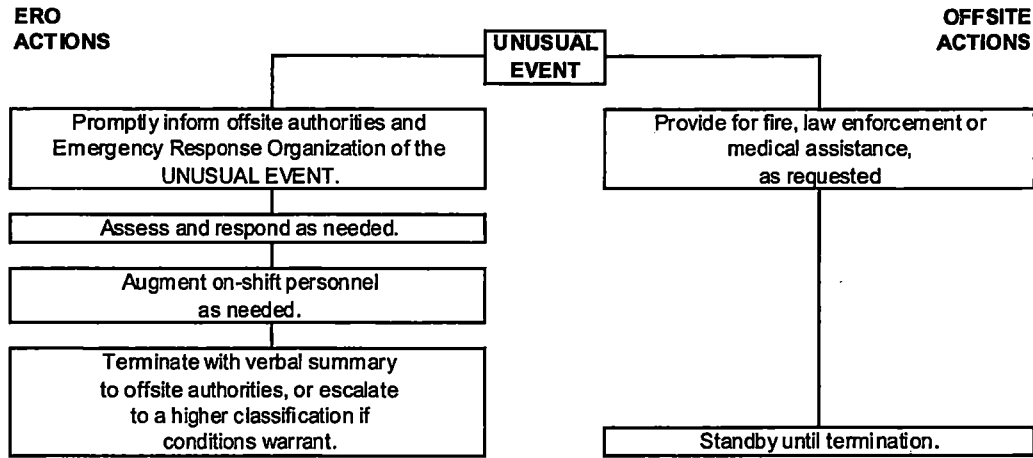 ERO
ACTIONS
OFFSITE
ACTIONS
UNUSUAL
EVENT
Promptly inform offsite authorities and
Emergency Response Organization of the
UNUSUAL EVENT.
Assess and respond as needed.
Augment on-shift personnel
as needed.
Terminate with verbal summary
to offsite authorities, or escalate
to a higher classification if
conditions warrant.
Provide for fire, law enforcement or
medical assistance,
as requested
Standby until termination.